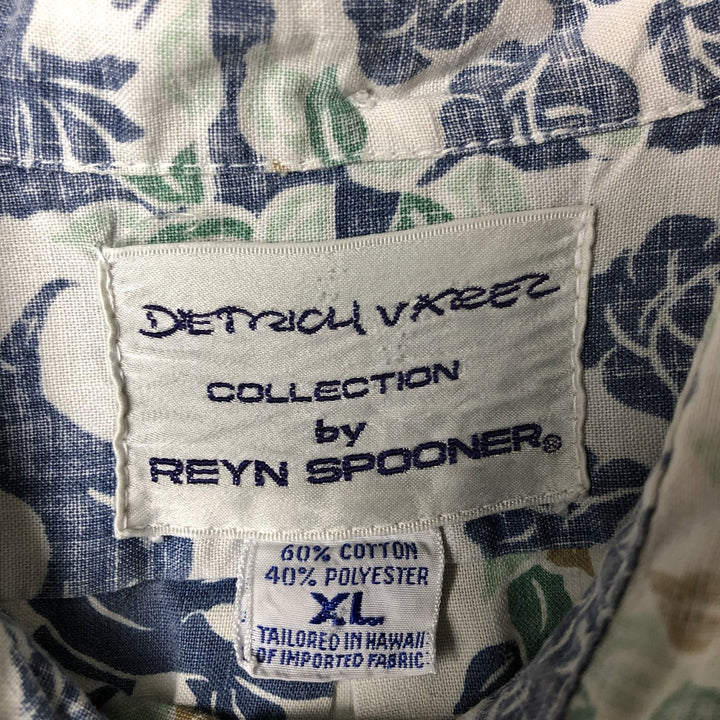 DIETRICH VAREZ
COLLECTION
by
REYN SPOONER®
60% COTTON
40% POLYESTER
XL
TAILORED IN HAWAII
OF IMPORTED FABRIC